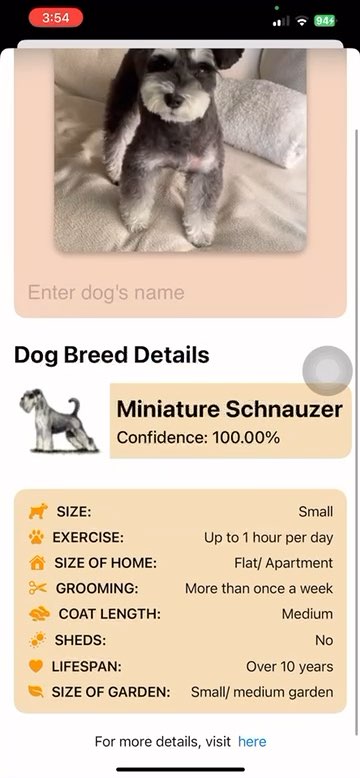 3:54
94
Enter dog's name
Dog Breed Details
Miniature Schnauzer
Confidence: 100.00%
SIZE: Small
EXERCISE: Up to 1 hour per day
SIZE OF HOME: Flat/ Apartment
GROOMING: More than once a week
COAT LENGTH: Medium
SHEDS: No
LIFESPAN: Over 10 years
SIZE OF GARDEN: Small/ medium garden
For more details, visit here